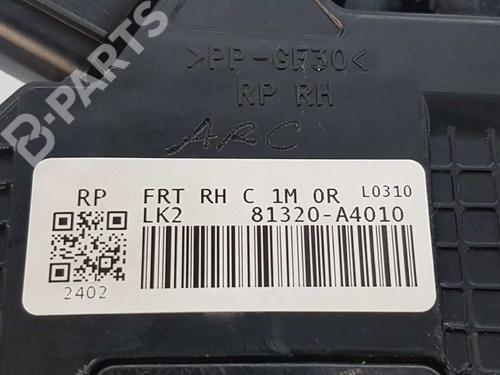 >PP-GF30<
RP RH
ARC
B-PARTS
RP FRT RH C 1M 0R L0310
LK2 81320-A4010
2402